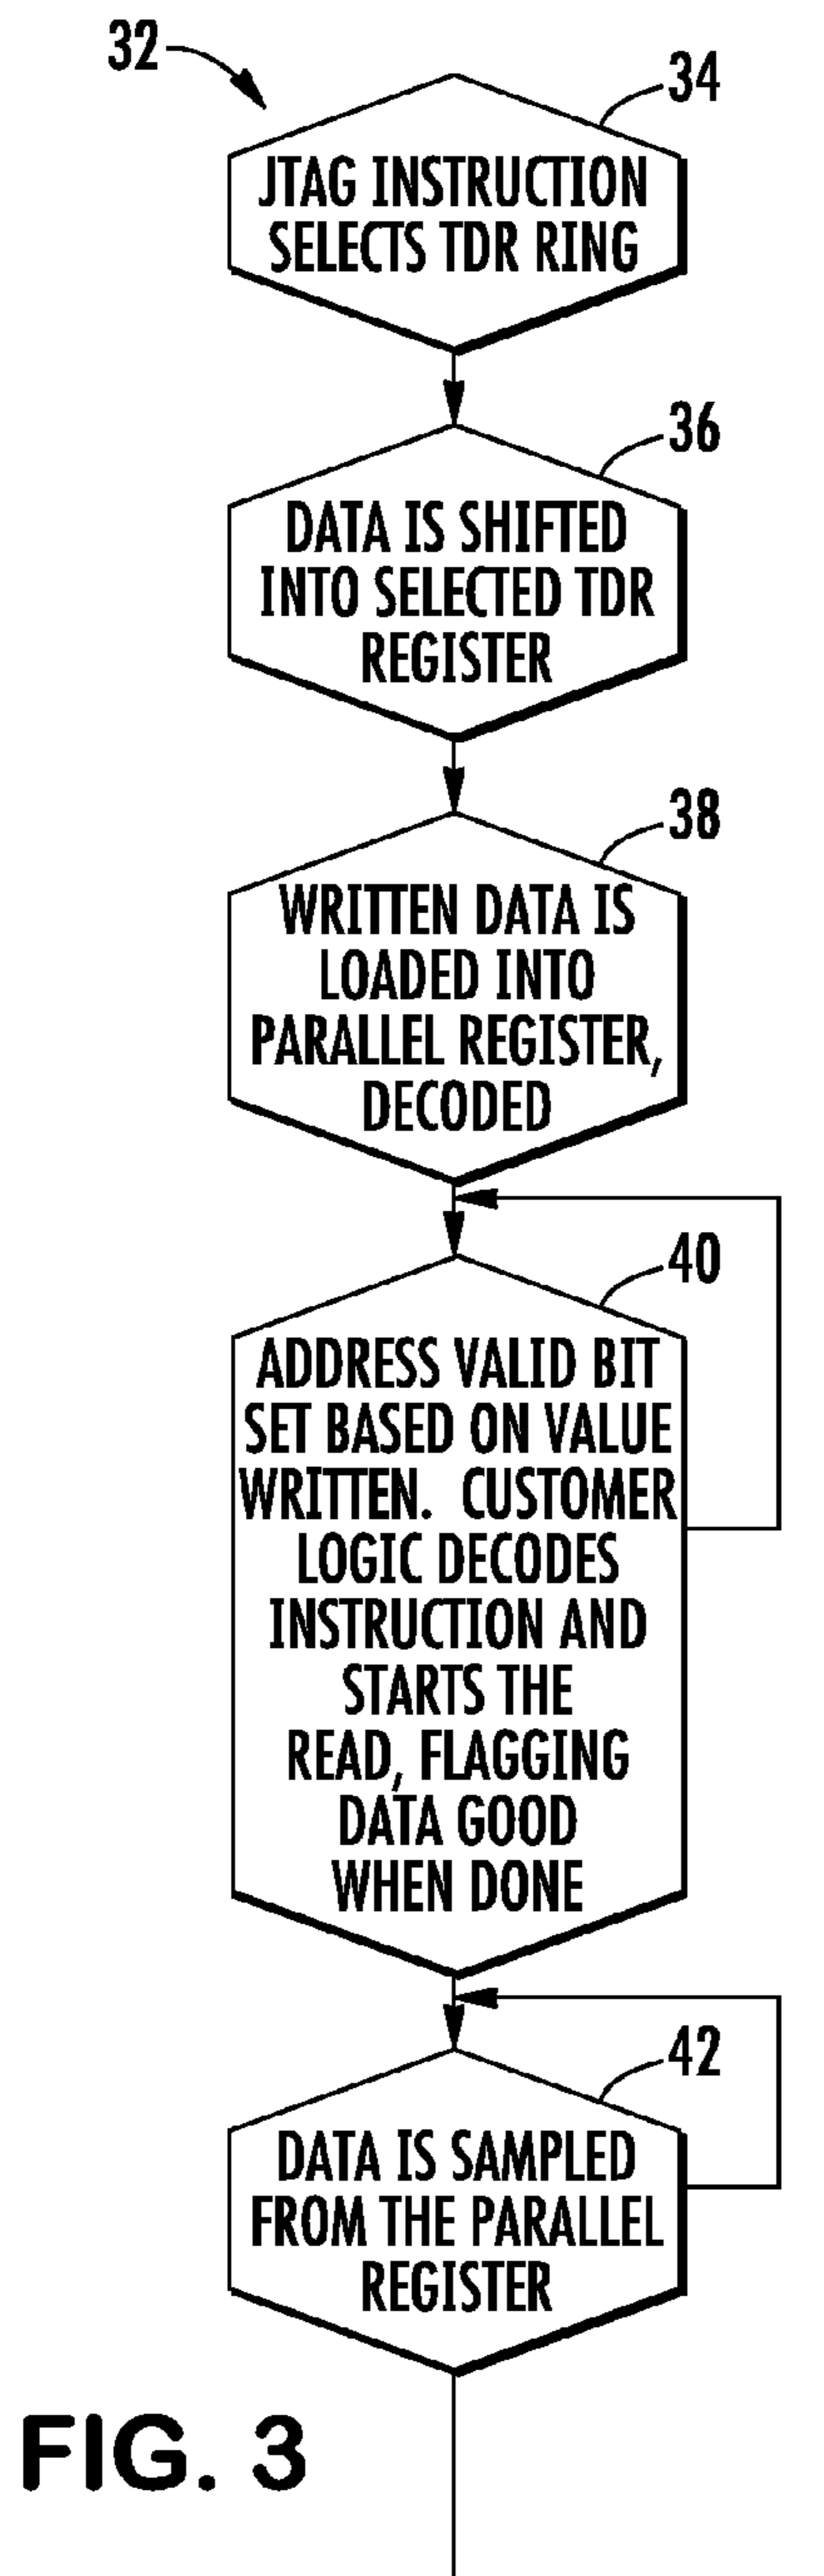 32
34
JTAG INSTRUCTION
SELECTS TDR RING
36
DATA IS SHIFTED
INTO SELECTED TDR
REGISTER
38
WRITTEN DATA IS
LOADED INTO
PARALLEL REGISTER,
DECODED
40
ADDRESS VALID BIT
SET BASED ON VALUE
WRITTEN. CUSTOMER
LOGIC DECODES
INSTRUCTION AND
STARTS THE
READ, FLAGGING
DATA GOOD
WHEN DONE
42
DATA IS SAMPLED
FROM THE PARALLEL
REGISTER
FIG. 3